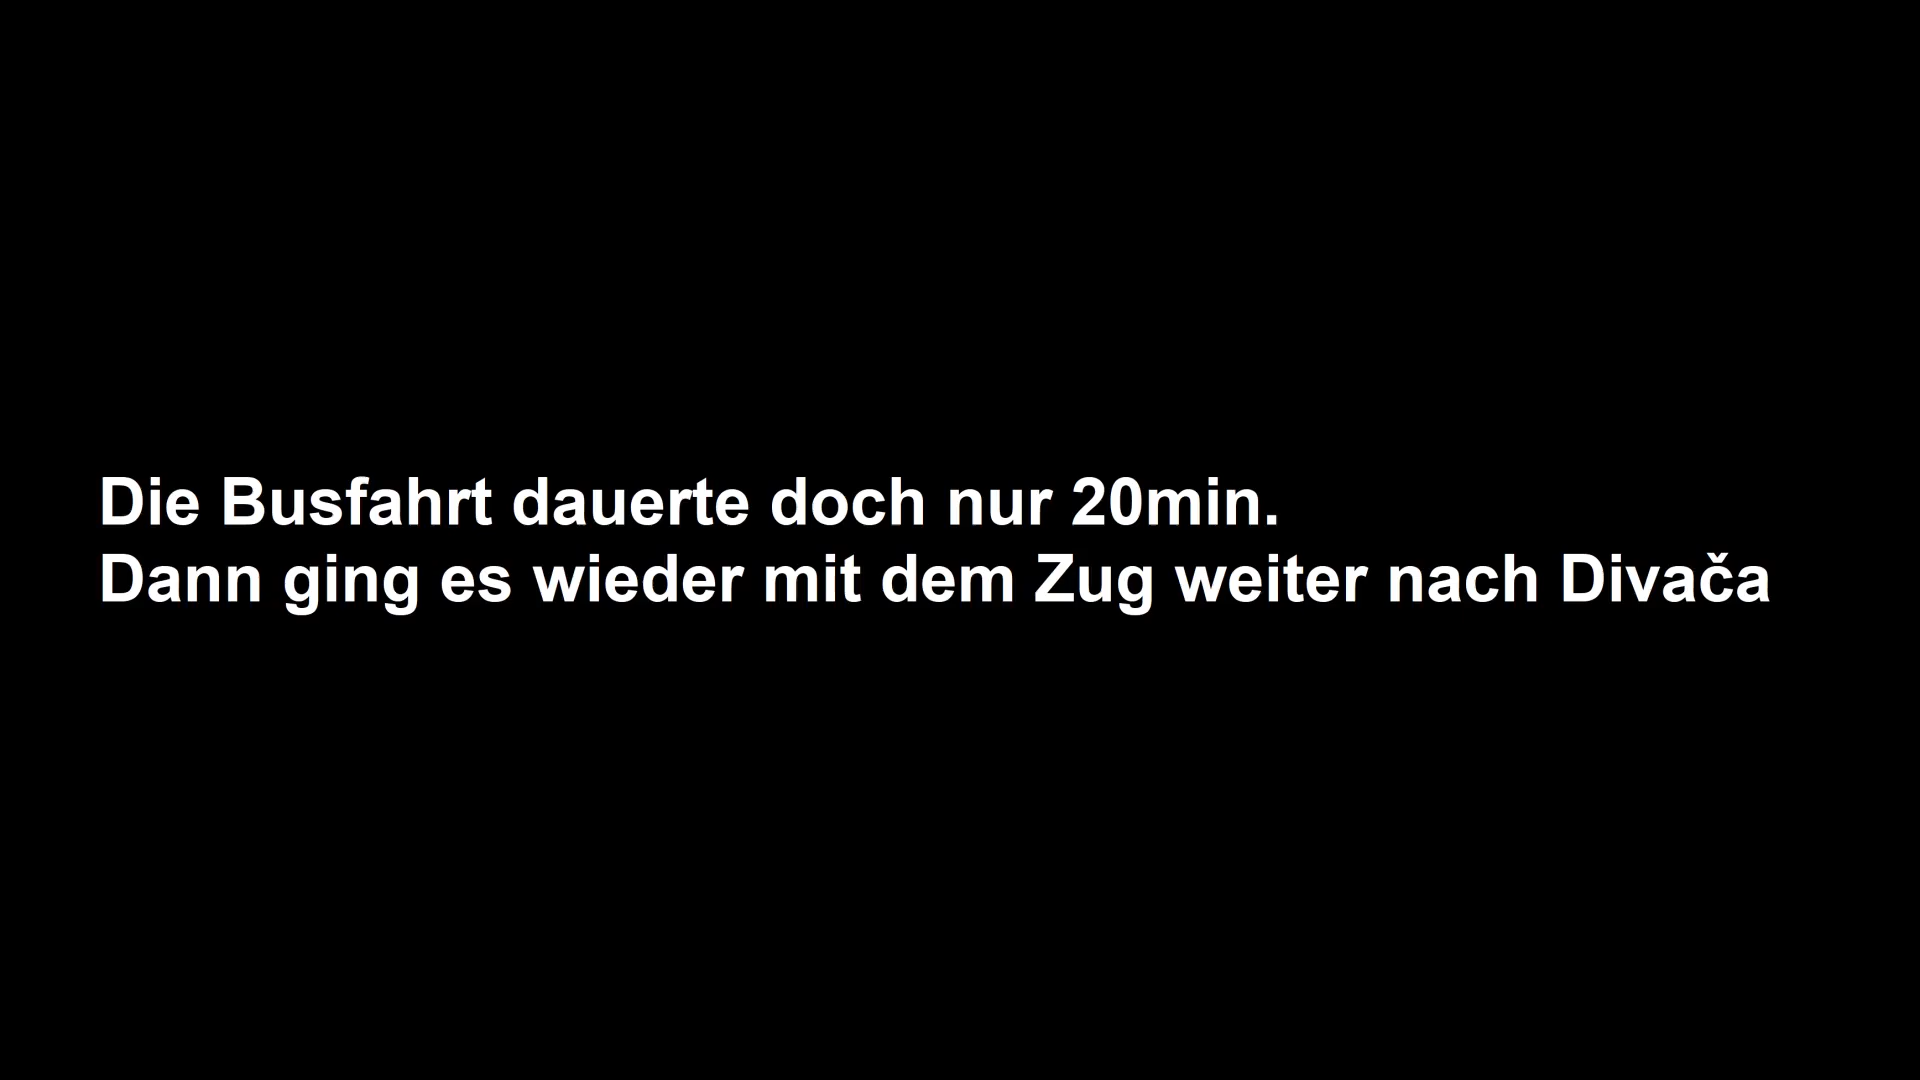 Die Busfahrt dauerte doch nur 20min.
Dann ging es wieder mit dem Zug weiter nach Divača